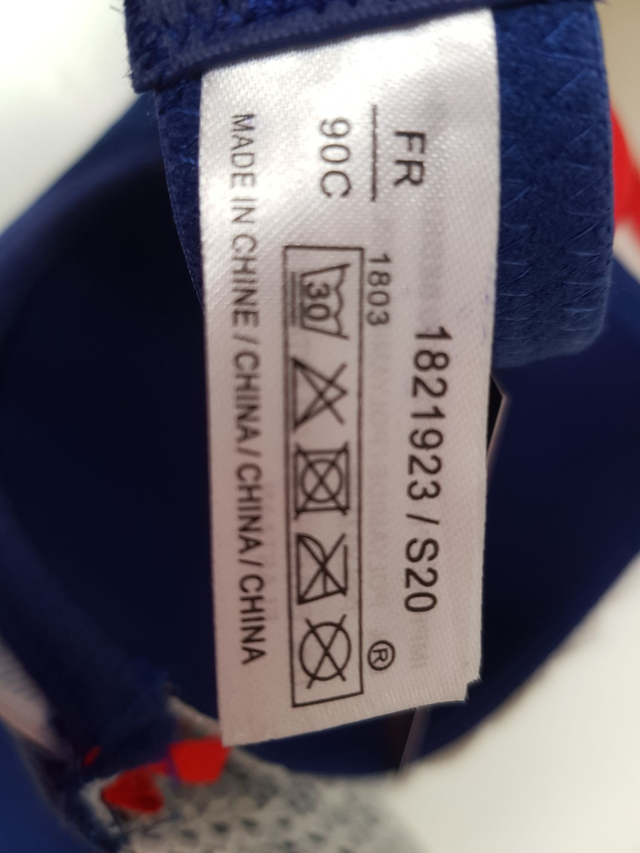 FR
90C
1821923 / S20
1803
®
30
MADE IN CHINE / CHINA / CHINA / CHINA